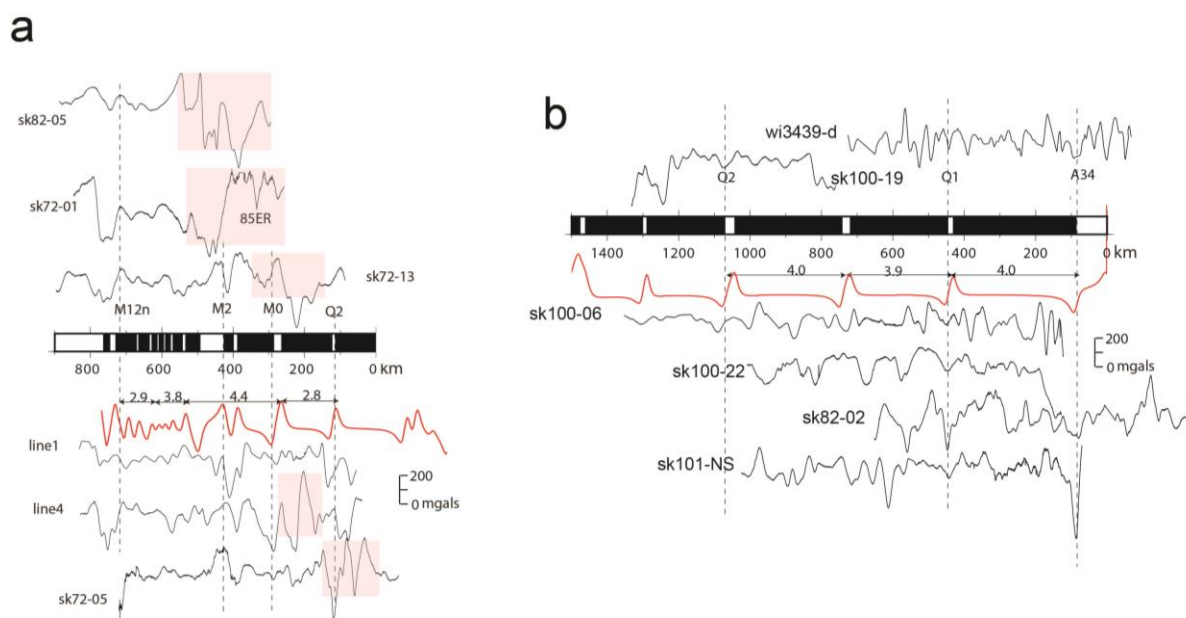 a
sk82-05
sk72-01
85ER
sk72-13
M12n M2 M0 Q2
800 600 400 200 0 km
2.9 3.8 4.4 2.8
line1
200
0 mgals
line4
sk72-05
b
wi3439-d
sk100-19
Q2 Q1 A34
1400 1200 1000 800 600 400 200 0 km
4.0 3.9 4.0
sk100-06
200
0 mgals
sk100-22
sk82-02
sk101-NS